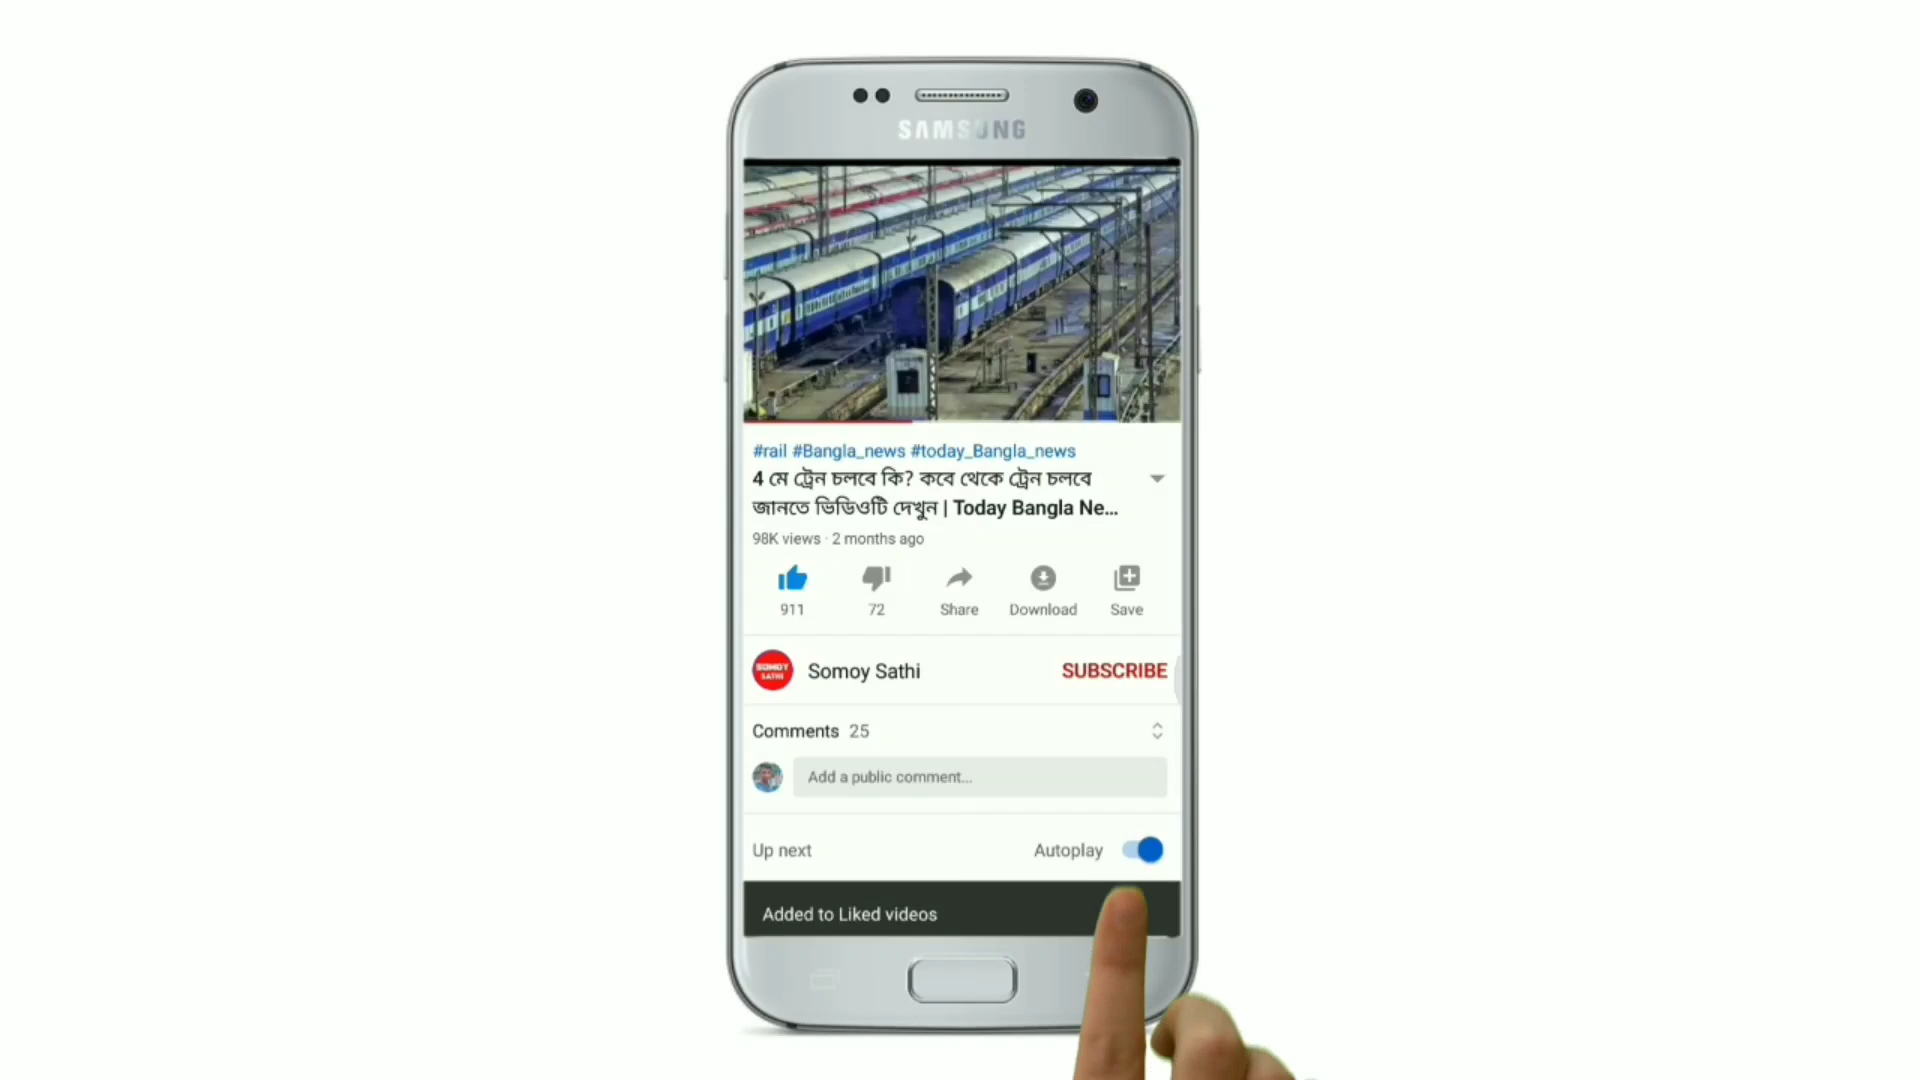 SAMSUNG
#rail #Bangla_news #today_Bangla_news
4 মে ট্রেন চলবে কি? কবে থেকে ট্রেন চলবে
জানতে ভিডিওটি দেখুন | Today Bangla Ne...
98K views · 2 months ago
911 72 Share Download Save
SOMOY
SATHI
Somoy Sathi SUBSCRIBE
Comments 25
Add a public comment...
Up next Autoplay
Added to Liked videos